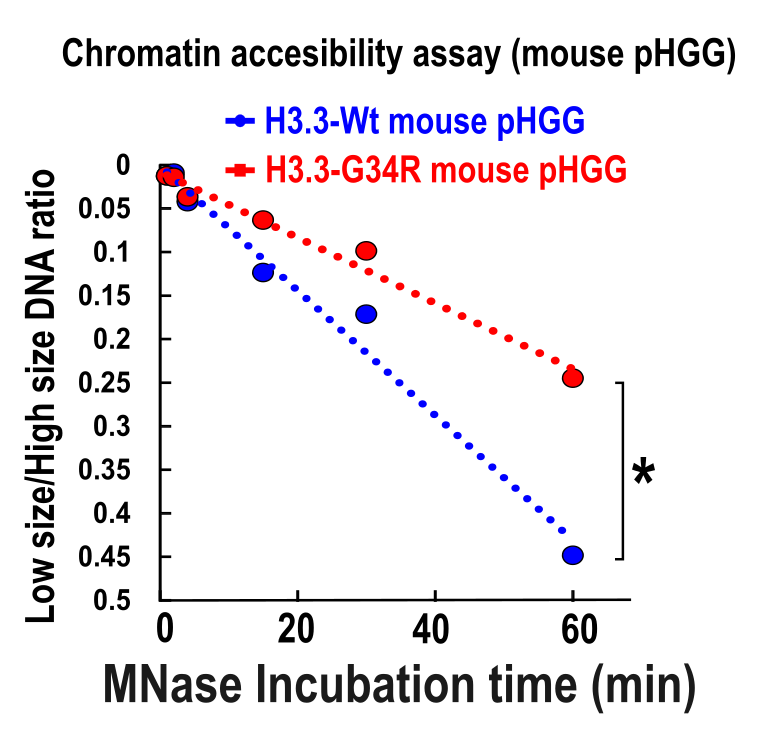 Chromatin accesibility assay (mouse pHGG)
H3.3-Wt mouse pHGG
H3.3-G34R mouse pHGG
Low size/High size DNA ratio
0
0.05
0.1
0.15
0.2
0.25
0.3
0.35
0.4
0.45
0.5
*
0 20 40 60
MNase Incubation time (min)